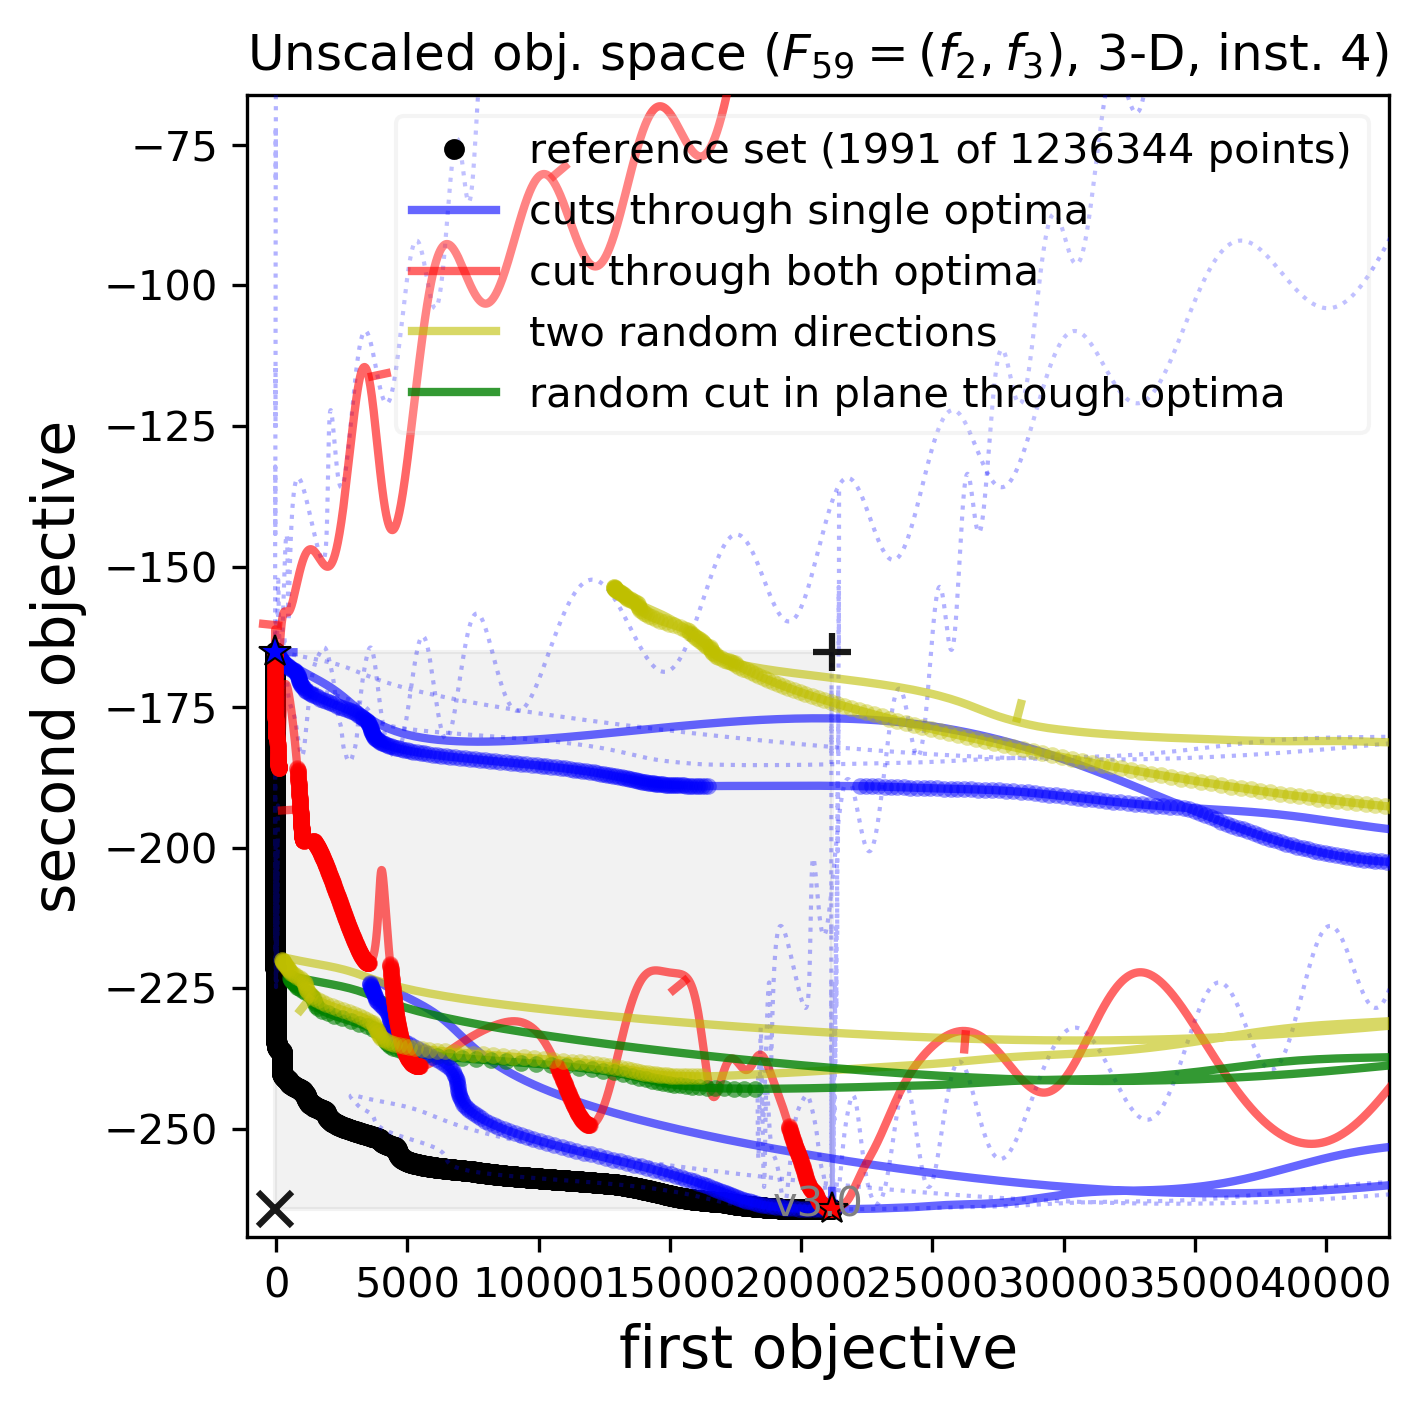 Unscaled obj. space (F₅₉ = (f₂, f₃), 3-D, inst. 4)
reference set (1991 of 1236344 points)
cuts through single optima
cut through both optima
two random directions
random cut in plane through optima
second objective
−75
−100
−125
−150
−175
−200
−225
−250
v3.0
0 5000 10000 15000 20000 25000 30000 35000 40000
first objective